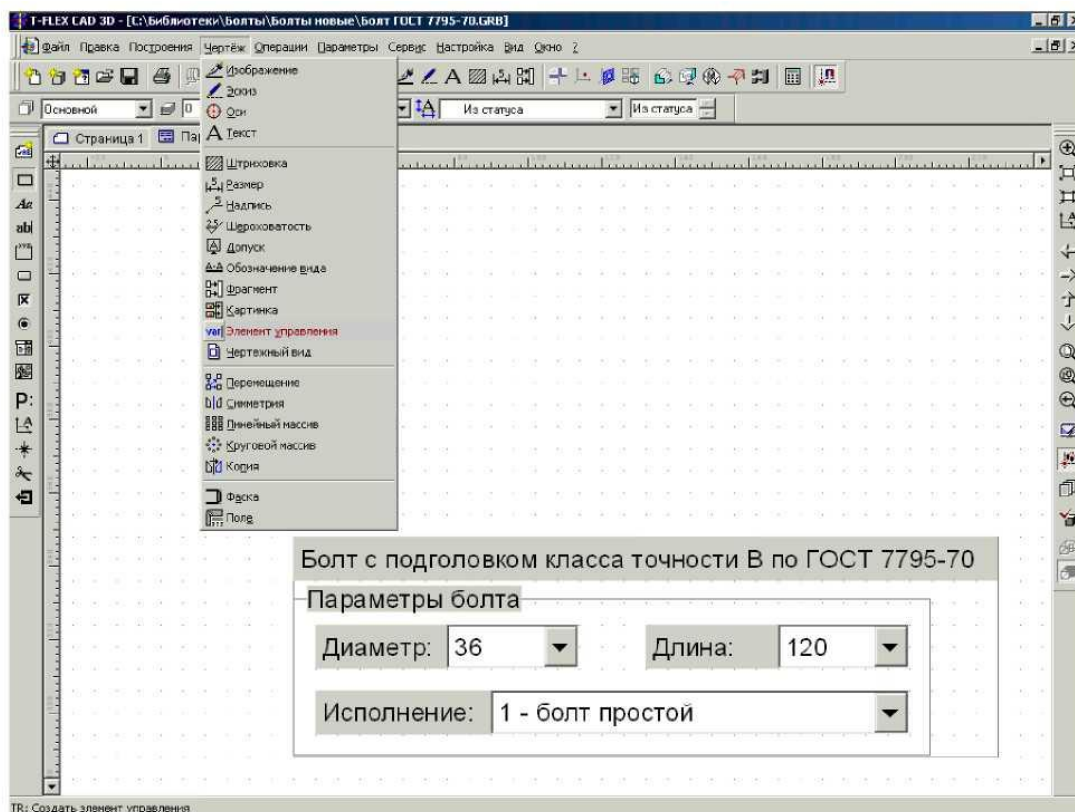 T-FLEX CAD 3D - [C:\Библиотеки\Болты\Болты новые\Болт ГОСТ 7795-70.GRB]
Файл Правка Построения Чертёж Операции Параметры Сервис Настройка Вид Окно ?
Основной 0 Из статуса Из статуса
Страница 1 Пар
Изображение
Эскиз
Оси
Текст
Штриховка
Размер
Надпись
Шероховатость
Допуск
Обозначение вида
Фрагмент
Картинка
Элемент управления
Чертежный вид
Перемещение
Симметрия
Линейный массив
Круговой массив
Копия
Фаска
Поле
Болт с подголовком класса точности В по ГОСТ 7795-70
Параметры болта
Диаметр: 36 Длина: 120
Исполнение: 1 - болт простой
TR: Создать элемент управления